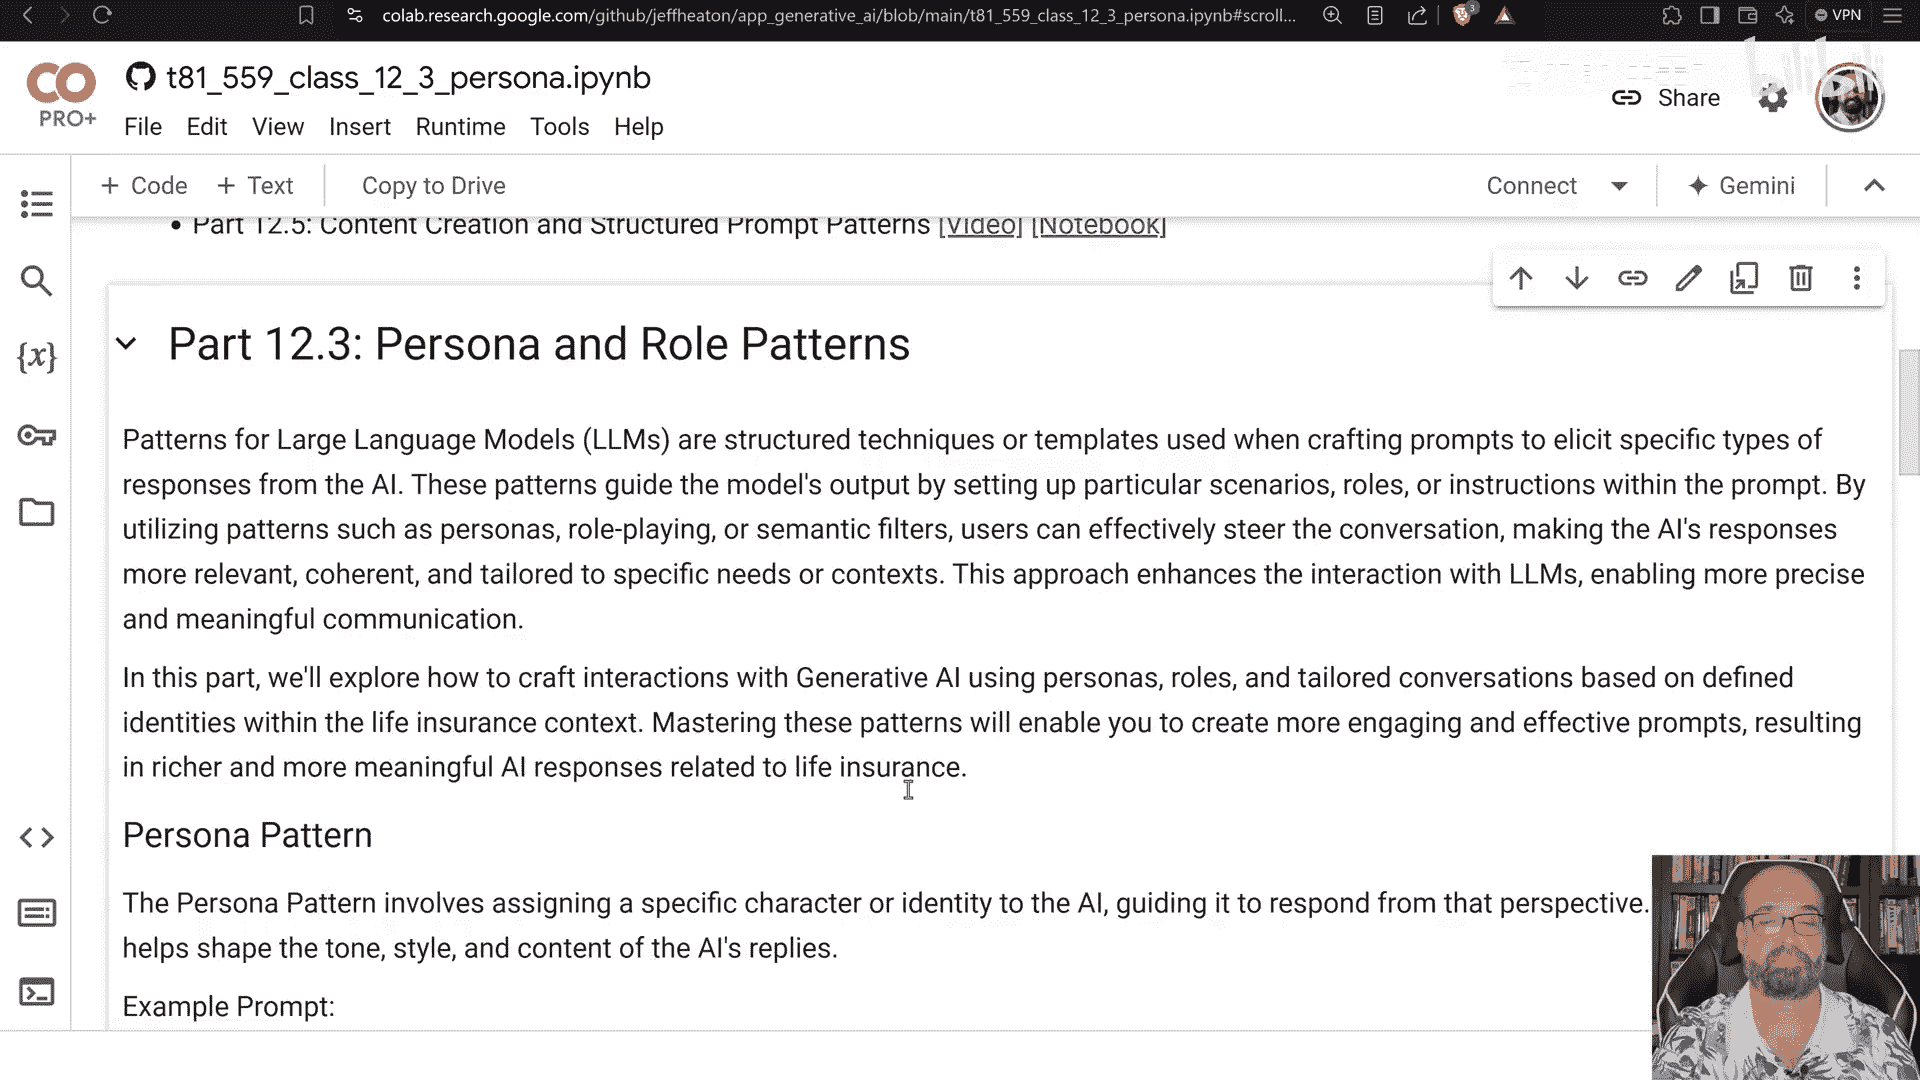 colab.research.google.com/github/jeffheaton/app_generative_ai/blob/main/t81_559_class_12_3_persona.ipynb#scroll...
3
VPN
CO
PRO+
t81_559_class_12_3_persona.ipynb
File Edit View Insert Runtime Tools Help
Share
+ Code + Text Copy to Drive
Connect
Gemini
• Part 12.5: Content Creation and Structured Prompt Patterns [Video] [Notebook]
Part 12.3: Persona and Role Patterns
Patterns for Large Language Models (LLMs) are structured techniques or templates used when crafting prompts to elicit specific types of
responses from the AI. These patterns guide the model's output by setting up particular scenarios, roles, or instructions within the prompt. By
utilizing patterns such as personas, role-playing, or semantic filters, users can effectively steer the conversation, making the AI's responses
more relevant, coherent, and tailored to specific needs or contexts. This approach enhances the interaction with LLMs, enabling more precise
and meaningful communication.
In this part, we'll explore how to craft interactions with Generative AI using personas, roles, and tailored conversations based on defined
identities within the life insurance context. Mastering these patterns will enable you to create more engaging and effective prompts, resulting
in richer and more meaningful AI responses related to life insurance.
Persona Pattern
The Persona Pattern involves assigning a specific character or identity to the AI, guiding it to respond from that perspective.
helps shape the tone, style, and content of the AI's replies.
Example Prompt:
{x}